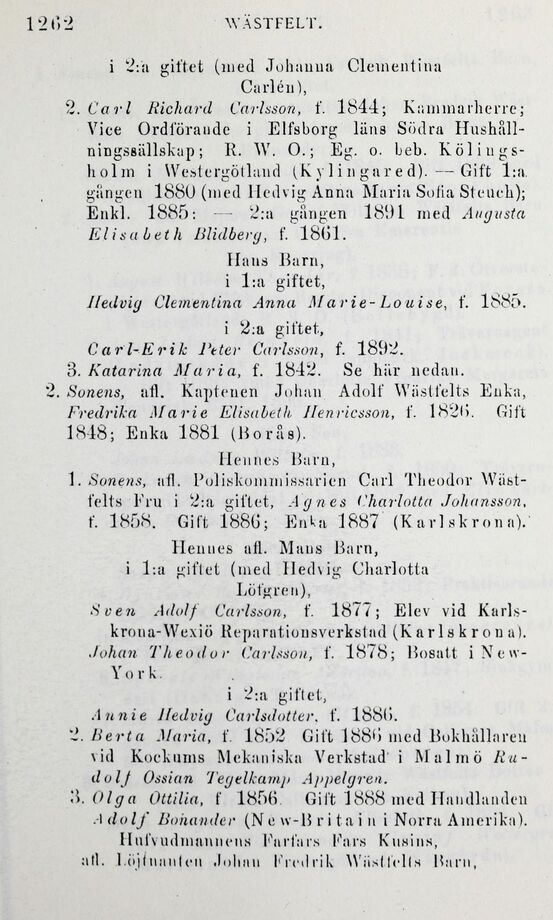 1262
WÄSTFELT.
i 2:a giftet (med Johanna Clementina
Carlén),
2. Carl Richard Carlsson, f. 1844; Kammarherre;
Vice Ordförande i Elfsborg läns Södra Hushåll-
ningssällskap; R. W. O.; Eg. o. beb. Kölings-
holm i Westergötland (Kylingared). — Gift 1:a
gången 1880 (med Hedvig Anna Maria Sofia Stench);
Enkl. 1885: — 2:a gången 1891 med Augusta
Elisabeth Blidberg, f. 1861.
Hans Barn,
i 1:a giftet,
Hedvig Clementina Anna Marie-Louise, f. 1885.
i 2:a giftet,
Carl-Erik Peter Carlsson, f. 1892.
3. Katarina Maria, f. 1842. Se här nedan.
2. Sonens, afl. Kaptenen Johan Adolf Wästfelts Enka,
Fredrika Marie Elisabeth Henricsson, f. 1826. Gift
1848; Enka 1881 (Borås).
Hennes Barn,
1. Sonens, afl. Poliskommissarien Carl Theodor Wäst-
felts Fru i 2:a giftet, Agnes Charlotta Johansson,
f. 1858. Gift 1886; Enka 1887 (Karlskrona).
Hennes afl. Mans Barn,
i 1:a giftet (med Hedvig Charlotta
Löfgren),
Sven Adolf Carlsson, f. 1877; Elev vid Karls-
krona-Wexiö Reparationsverkstad (Karlskrona).
Johan Theodor Carlsson, f. 1878; Bosatt i New-
York.
i 2:a giftet,
Annie Hedvig Carlsdotter, f. 1886.
2. Berta Maria, f. 1852 Gift 1886 med Bokhållaren
vid Kockums Mekaniska Verkstad i Malmö Ru-
dolf Ossian Tegelkamp Appelgren.
3. Olga Ottilia, f 1856. Gift 1888 med Handlanden
Adolf Bohander (New-Britain i Norra Amerika).
Hufvudmannens Farfars Fars Kusins,
afl. Löjtnanten Johan Fredrik Wästfelts Barn,